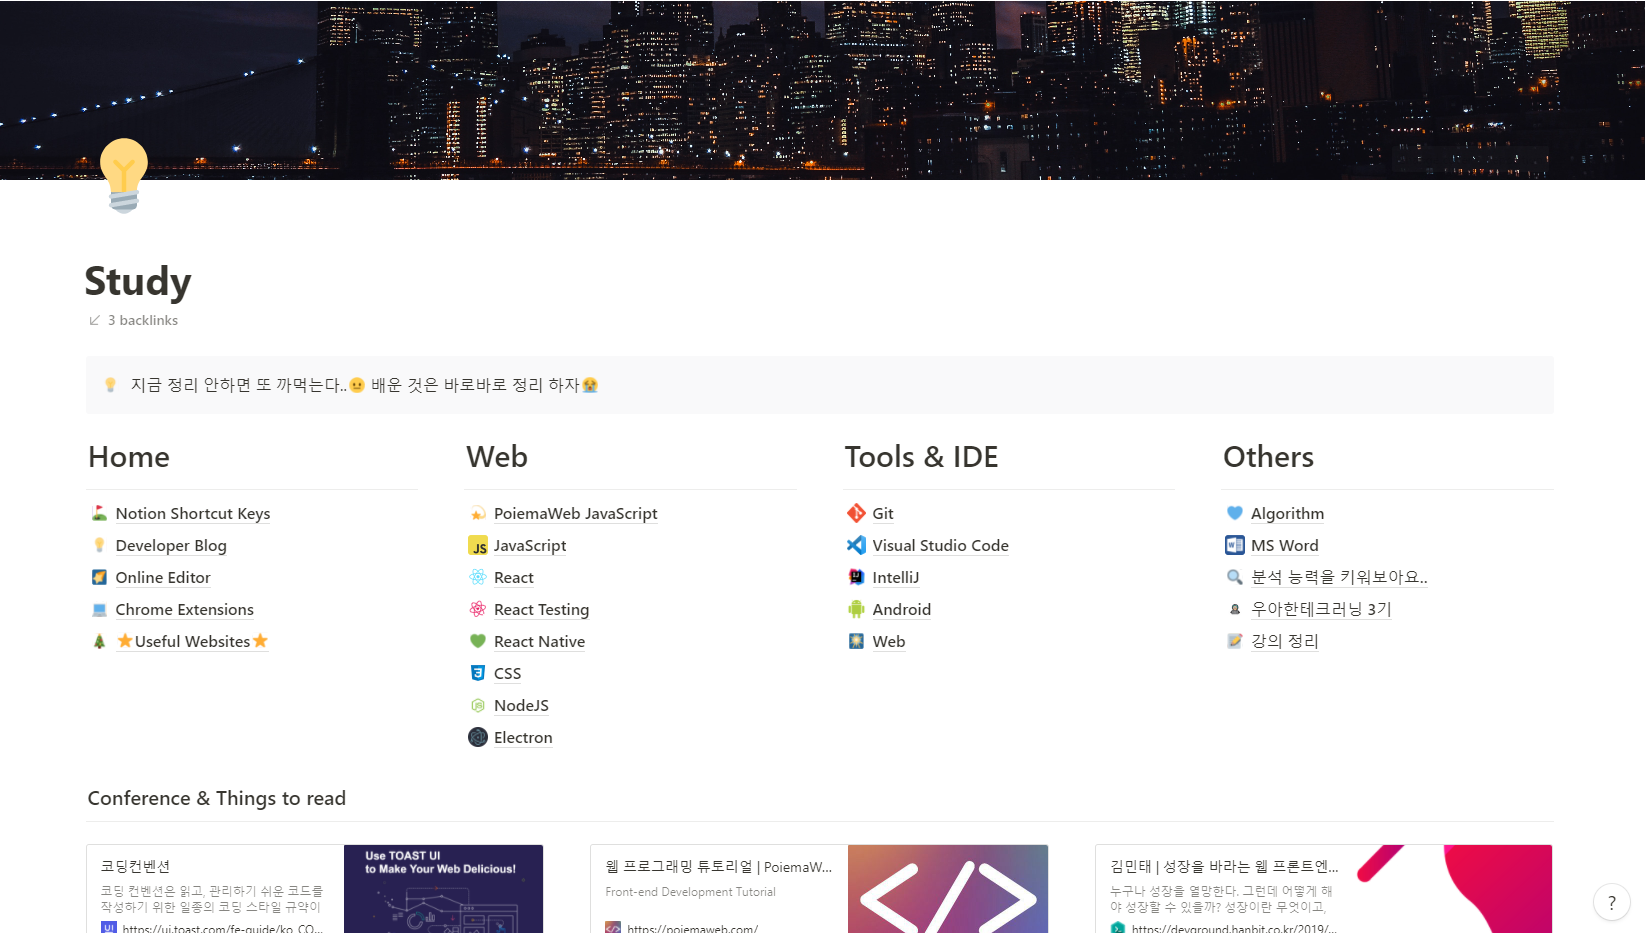 Study
3 backlinks
지금 정리 안하면 또 까먹는다..😐 배운 것은 바로바로 정리 하자😭
Home
Notion Shortcut Keys
Developer Blog
Online Editor
Chrome Extensions
⭐Useful Websites⭐
Web
PoiemaWeb JavaScript
JS JavaScript
React
React Testing
React Native
CSS
NodeJS
Electron
Tools & IDE
Git
Visual Studio Code
IntelliJ
Android
Web
Others
Algorithm
MS Word
분석 능력을 키워보아요..
우아한테크러닝 3기
강의 정리
Conference & Things to read
코딩컨벤션
코딩 컨벤션은 읽고, 관리하기 쉬운 코드를
작성하기 위한 일종의 코딩 스타일 규약이
UI https://ui.toast.com/fe-guide/ko_CO...
Use TOAST UI
to Make Your Web Delicious!
웹 프로그래밍 튜토리얼 | PoiemaW...
Front-end Development Tutorial
https://poiemaweb.com/
</>
김민태 | 성장을 바라는 웹 프론트엔...
누구나 성장을 열망한다. 그런데 어떻게 해
야 성장할 수 있을까? 성장이란 무엇이고,
https://devground.hanbit.co.kr/2019/...
?